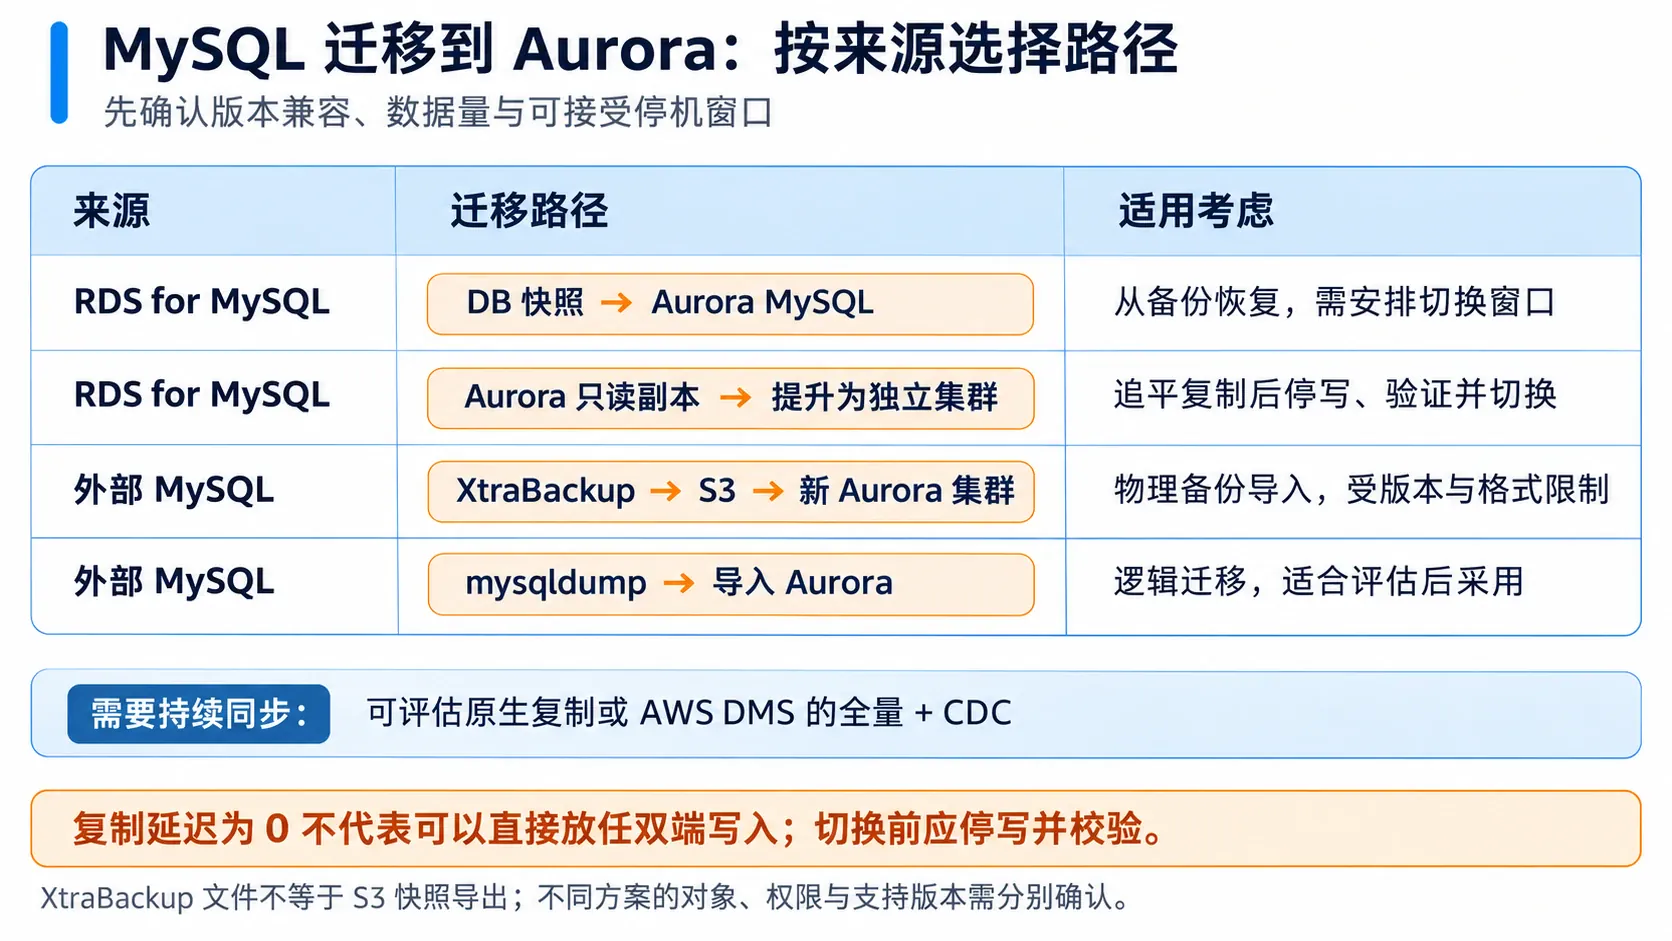 MySQL 迁移到 Aurora：按来源选择路径
先确认版本兼容、数据量与可接受停机窗口
来源 迁移路径 适用考虑
RDS for MySQL DB 快照 → Aurora MySQL 从备份恢复，需安排切换窗口
RDS for MySQL Aurora 只读副本 → 提升为独立集群 追平复制后停写、验证并切换
外部 MySQL XtraBackup → S3 → 新 Aurora 集群 物理备份导入，受版本与格式限制
外部 MySQL mysqldump → 导入 Aurora 逻辑迁移，适合评估后采用
需要持续同步： 可评估原生复制或 AWS DMS 的全量 + CDC
复制延迟为 0 不代表可以直接放任双端写入；切换前应停写并校验。
XtraBackup 文件不等于 S3 快照导出；不同方案的对象、权限与支持版本需分别确认。